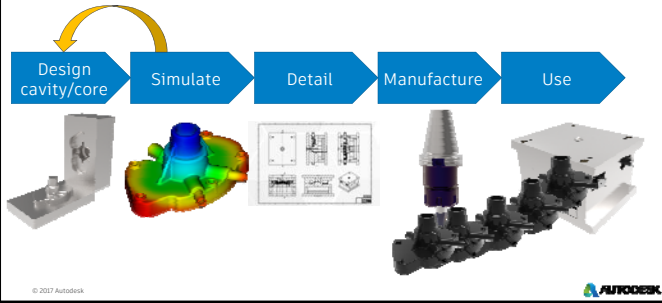 Design
cavity/core
Simulate
Detail
Manufacture
Use
© 2017 Autodesk
AUTODESK